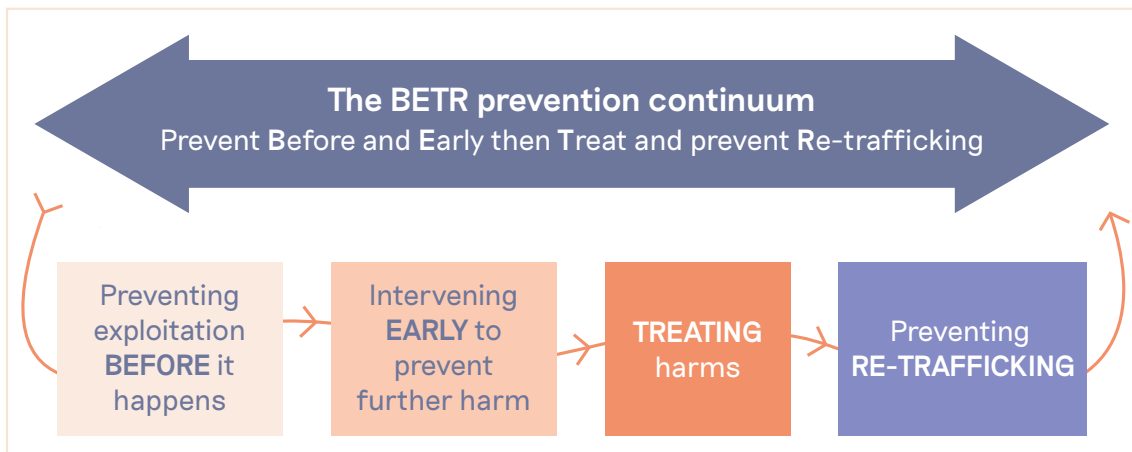 The BETR prevention continuum
Prevent Before and Early then Treat and prevent Re-trafficking
Preventing
exploitation
BEFORE it
happens
Intervening
EARLY to
prevent
further harm
TREATING
harms
Preventing
RE-TRAFFICKING